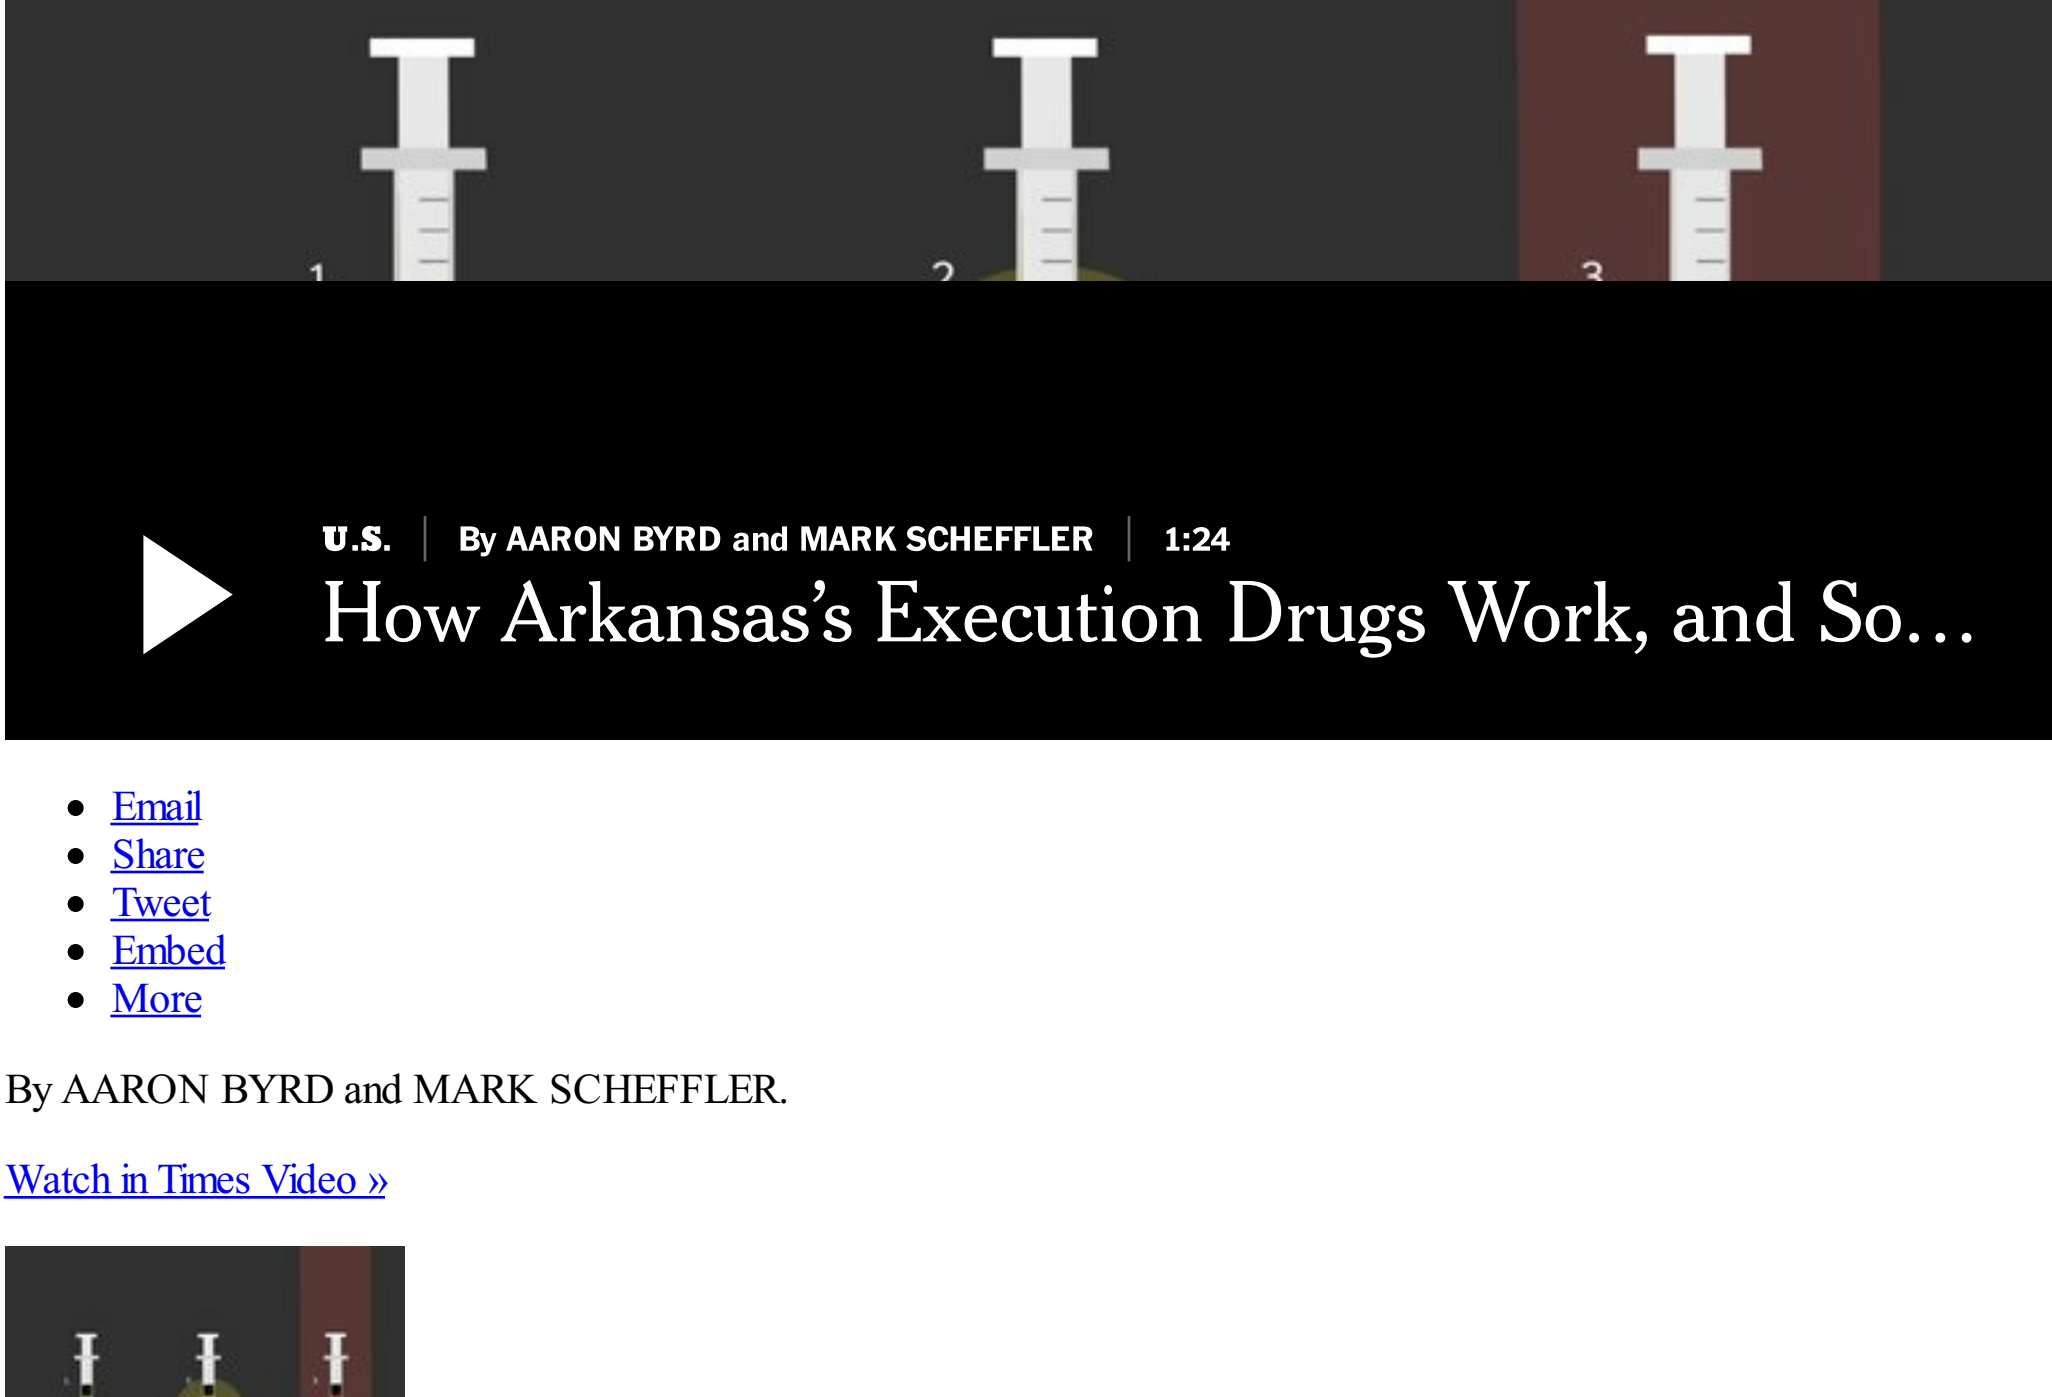 1
2
3
U.S. | By AARON BYRD and MARK SCHEFFLER | 1:24
How Arkansas’s Execution Drugs Work, and So…
Email
Share
Tweet
Embed
More
By AARON BYRD and MARK SCHEFFLER.
Watch in Times Video »